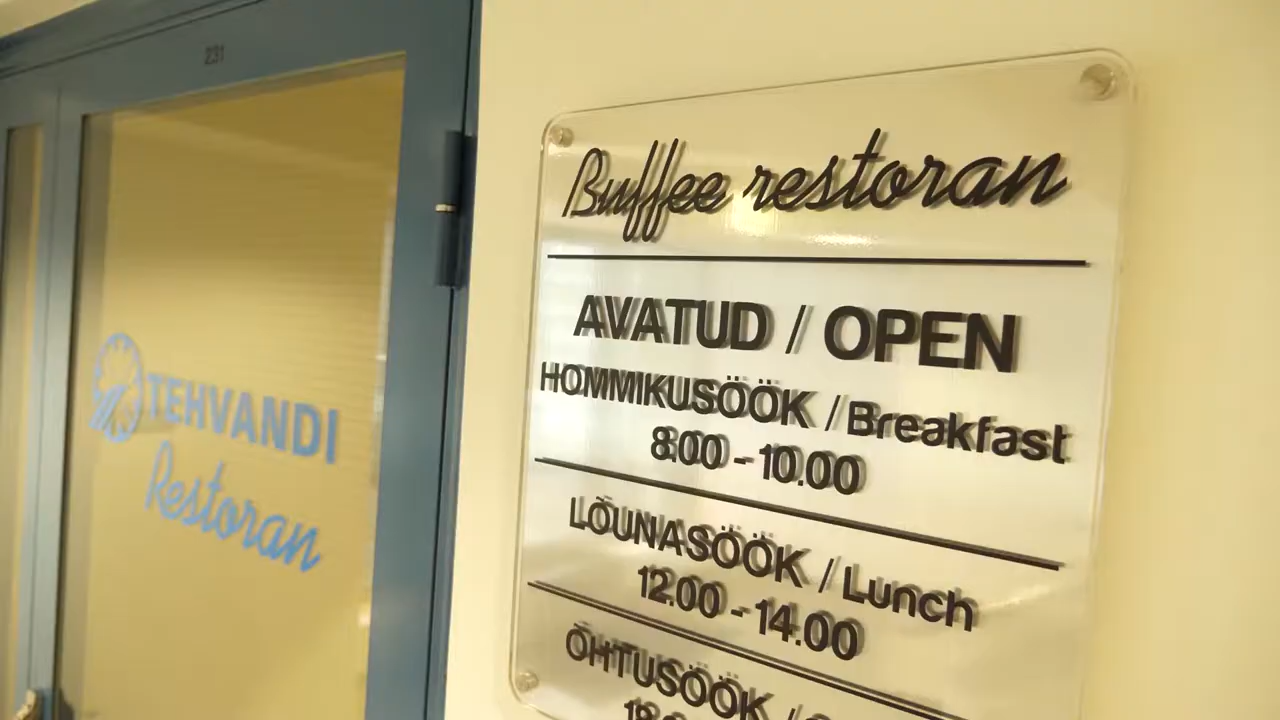 231
TEHVANDI
Restoran
Buffee restoran
AVATUD / OPEN
HOMMIKUSÖÖK / Breakfast
8.00 - 10.00
LÕUNASÖÖK / Lunch
12.00 - 14.00
ÕHTUSÖÖK /